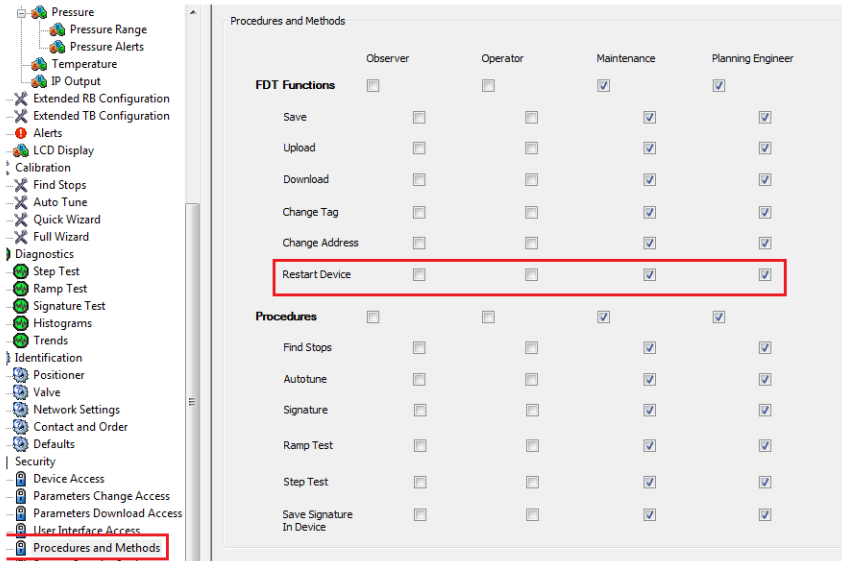 Pressure
Pressure Range
Pressure Alerts
Temperature
IP Output
Extended RB Configuration
Extended TB Configuration
Alerts
LCD Display
Calibration
Find Stops
Auto Tune
Quick Wizard
Full Wizard
Diagnostics
Step Test
Ramp Test
Signature Test
Histograms
Trends
Identification
Positioner
Valve
Network Settings
Contact and Order
Defaults
Security
Device Access
Parameters Change Access
Parameters Download Access
User Interface Access
Procedures and Methods
Procedures and Methods
Observer Operator Maintenance Planning Engineer
FDT Functions
Save
Upload
Download
Change Tag
Change Address
Restart Device
Procedures
Find Stops
Autotune
Signature
Ramp Test
Step Test
Save Signature
In Device